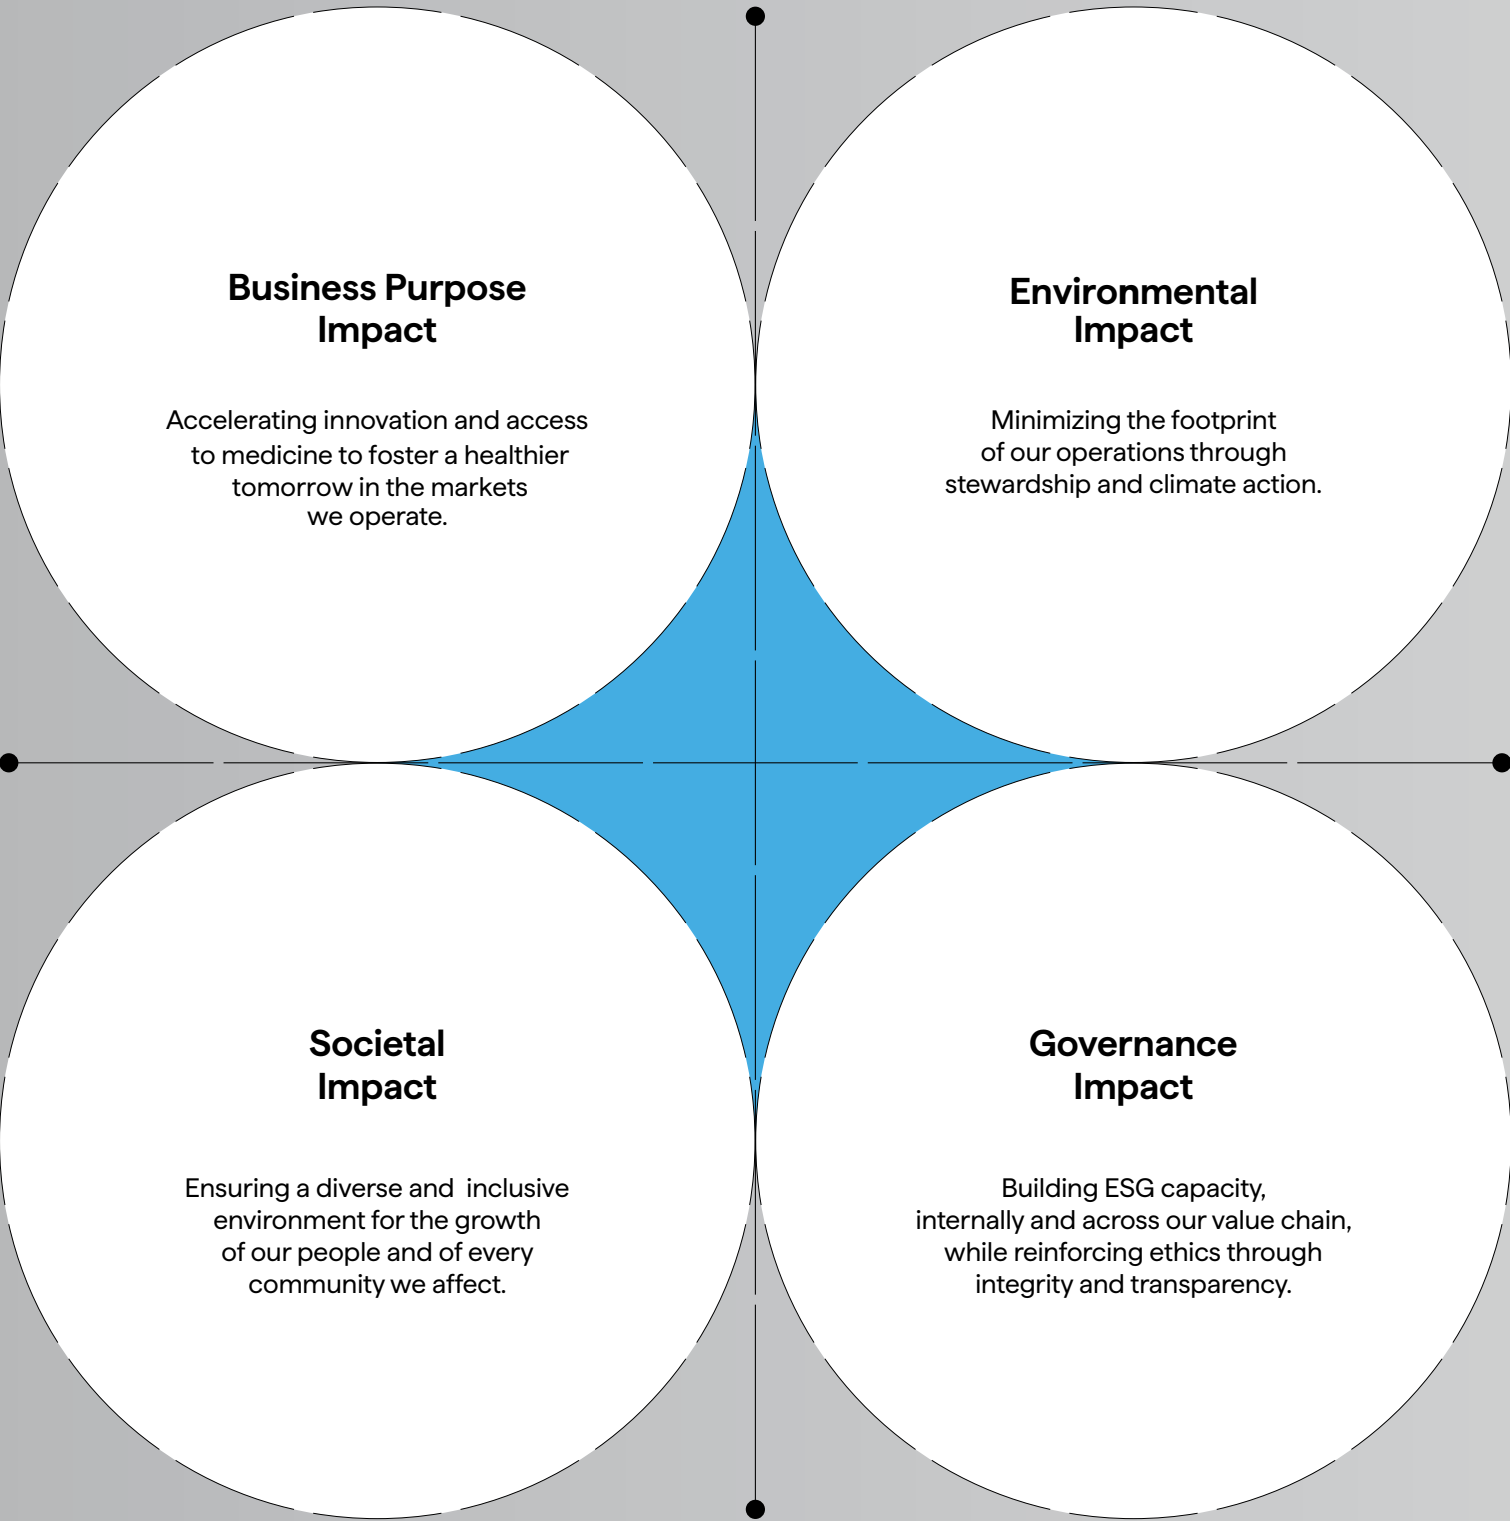 Business Purpose
Impact
Accelerating innovation and access
to medicine to foster a healthier
tomorrow in the markets
we operate.
Environmental
Impact
Minimizing the footprint
of our operations through
stewardship and climate action.
Societal
Impact
Ensuring a diverse and  inclusive
environment for the growth
of our people and of every
community we affect.
Governance
Impact
Building ESG capacity,
internally and across our value chain,
while reinforcing ethics through
integrity and transparency.